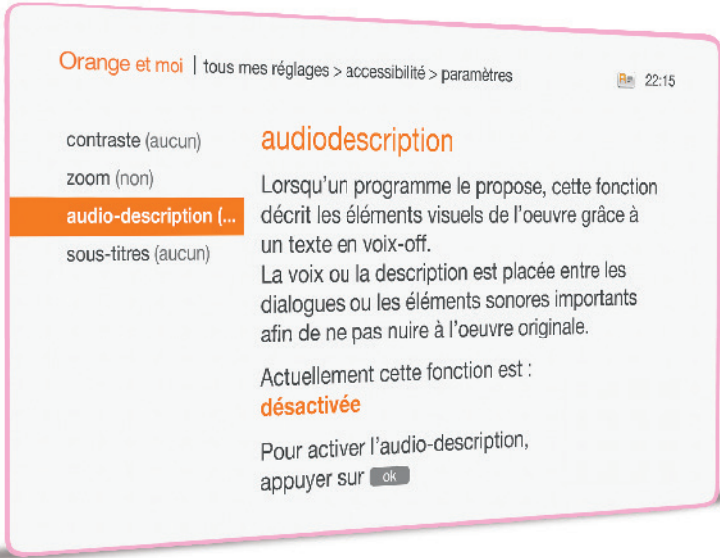 Orange et moi | tous mes réglages > accessibilité > paramètres
22:15
contraste (aucun)
zoom (non)
audio-description (...
sous-titres (aucun)
audiodescription
Lorsqu'un programme le propose, cette fonction
décrit les éléments visuels de l'oeuvre grâce à
un texte en voix-off.
La voix ou la description est placée entre les
dialogues ou les éléments sonores importants
afin de ne pas nuire à l'oeuvre originale.
Actuellement cette fonction est :
désactivée
Pour activer l'audio-description,
appuyer sur ok